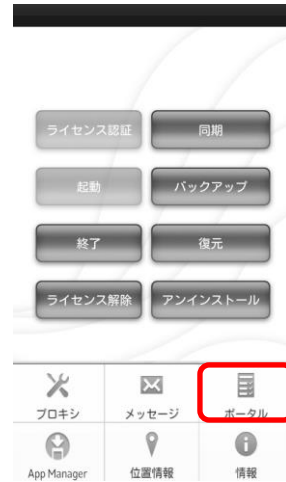 ライセンス認証 同期
起動 バックアップ
終了 復元
ライセンス解除 アンインストール
プロキシ メッセージ ポータル
App Manager 位置情報 情報